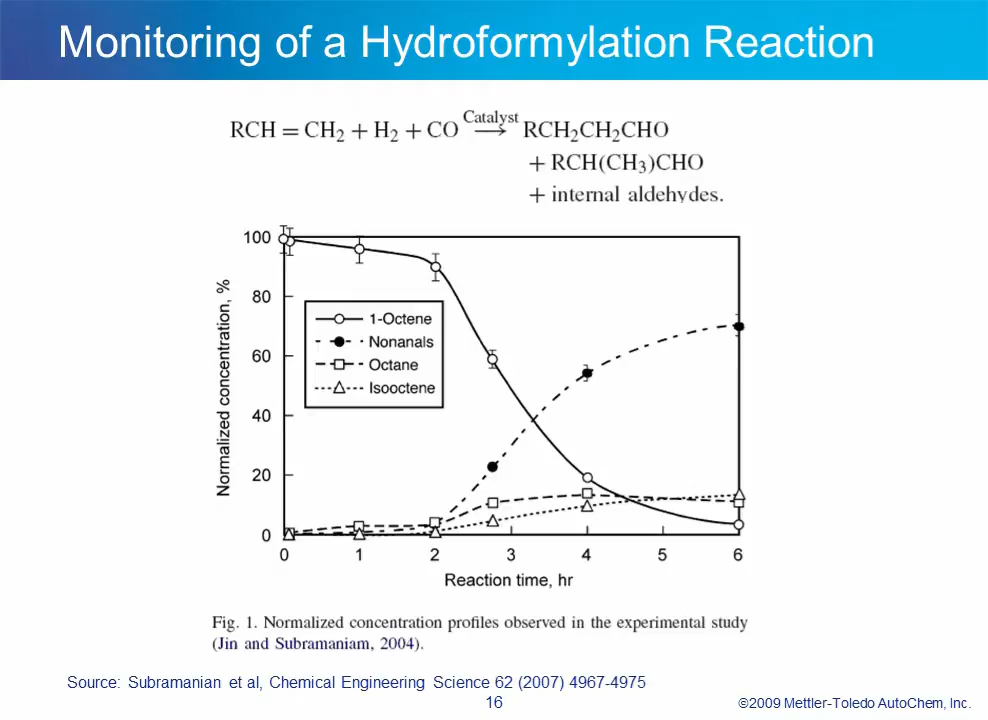 Monitoring of a Hydroformylation Reaction
RCH = CH₂ + H₂ + CO Catalyst → RCH₂CH₂CHO
+ RCH(CH₃)CHO
+ internal aldehydes.
100
80
60
40
20
0
Normalized concentration, %
1-Octene
Nonanals
Octane
Isooctene
0 1 2 3 4 5 6
Reaction time, hr
Fig. 1. Normalized concentration profiles observed in the experimental study
(Jin and Subramaniam, 2004).
Source: Subramanian et al, Chemical Engineering Science 62 (2007) 4967-4975
16
©2009 Mettler-Toledo AutoChem, Inc.